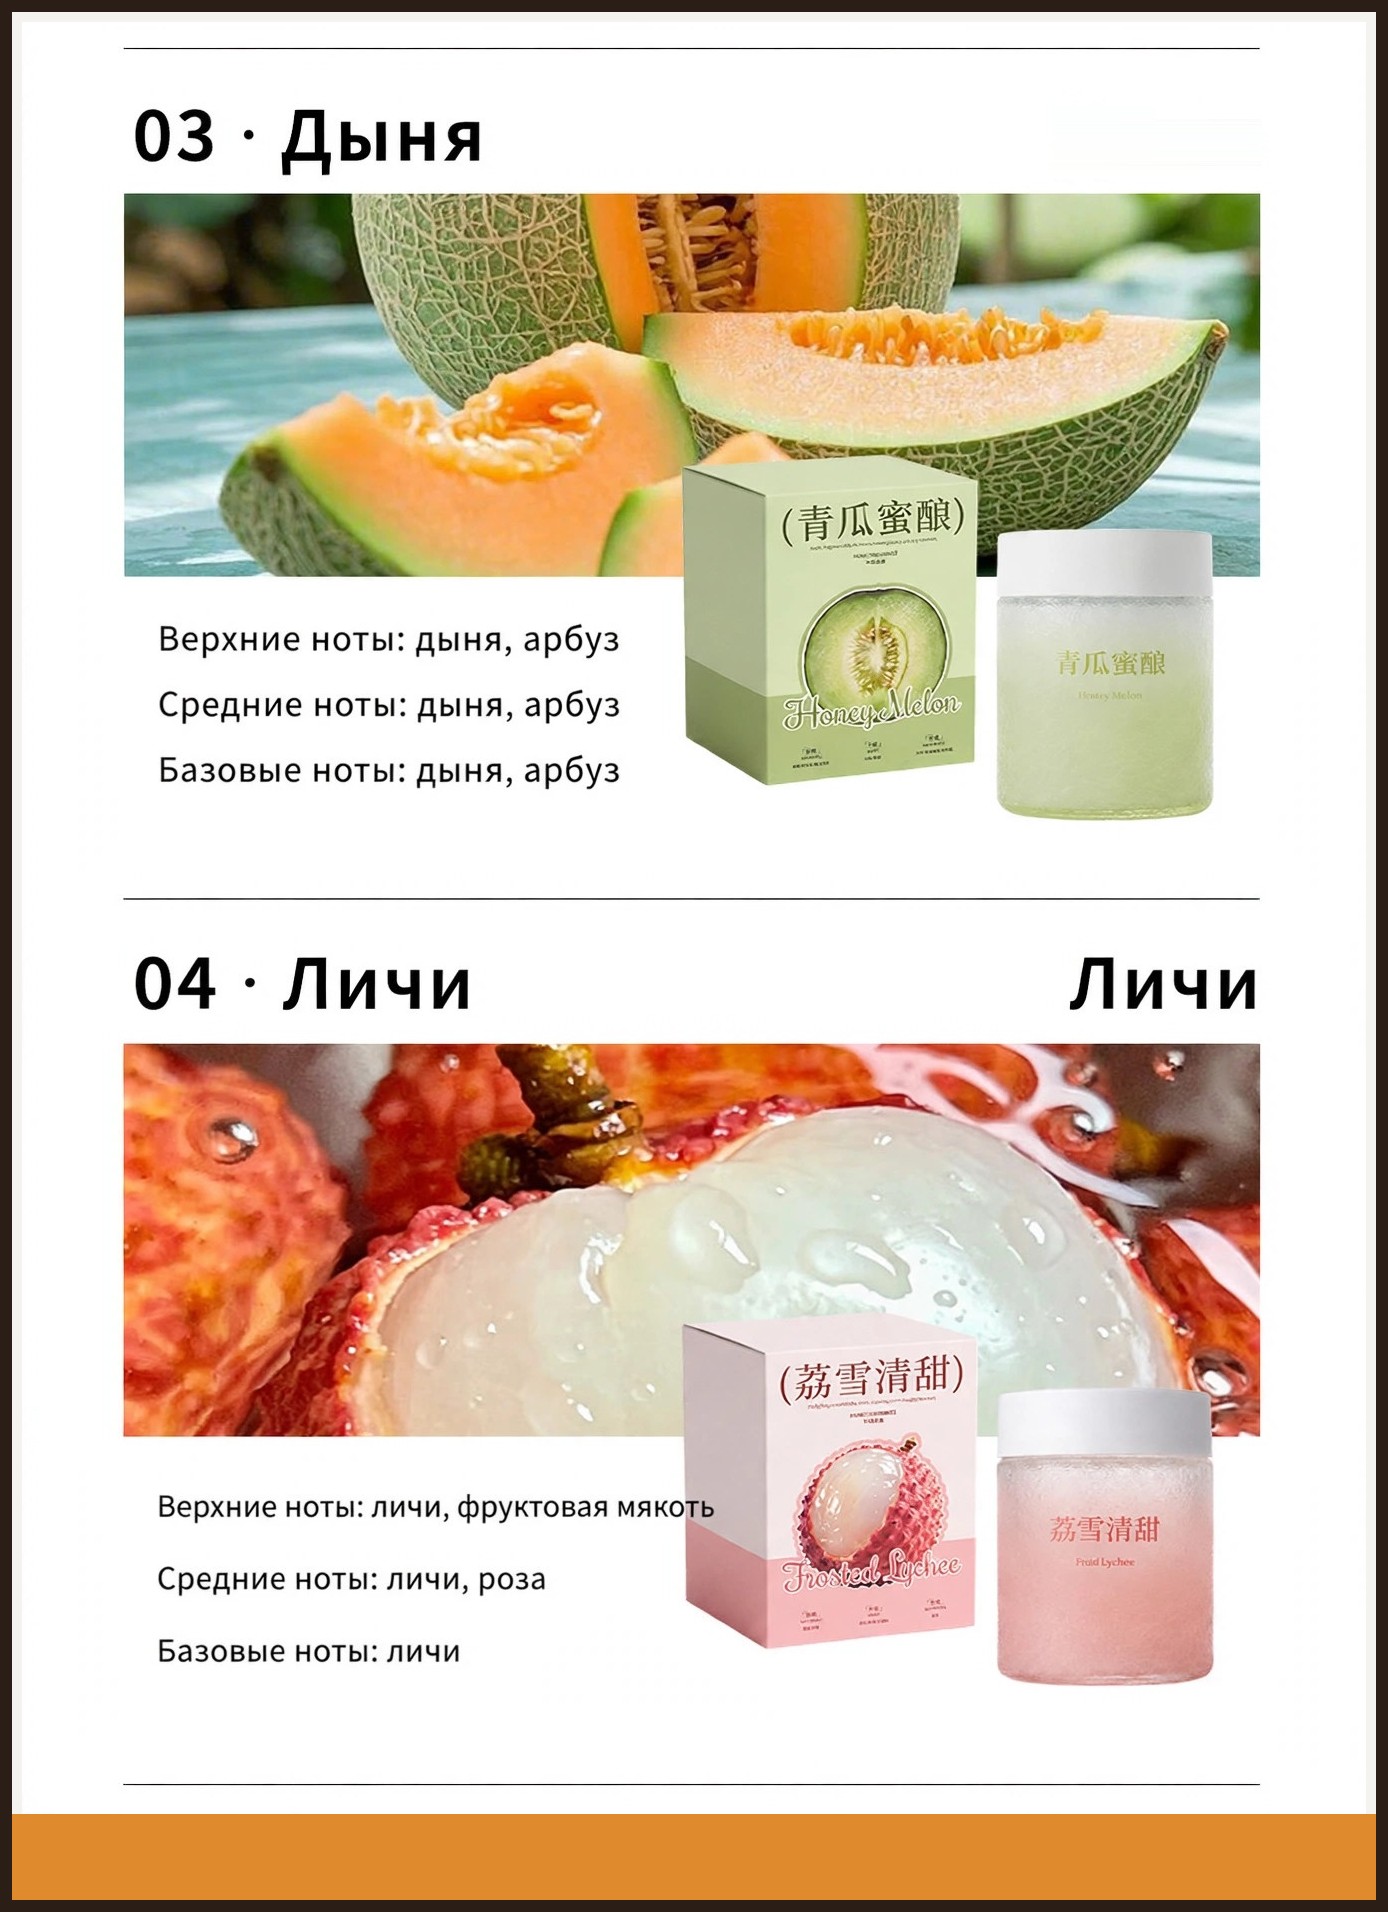 03 · Дыня
(青瓜蜜酿)
Honey Melon
青瓜蜜酿
Honey Melon
Верхние ноты: дыня, арбуз
Средние ноты: дыня, арбуз
Базовые ноты: дыня, арбуз
04 · Личи
Личи
(荔雪清甜)
Frosted Lychee
荔雪清甜
Lychee
Верхние ноты: личи, фруктовая мякоть
Средние ноты: личи, роза
Базовые ноты: личи